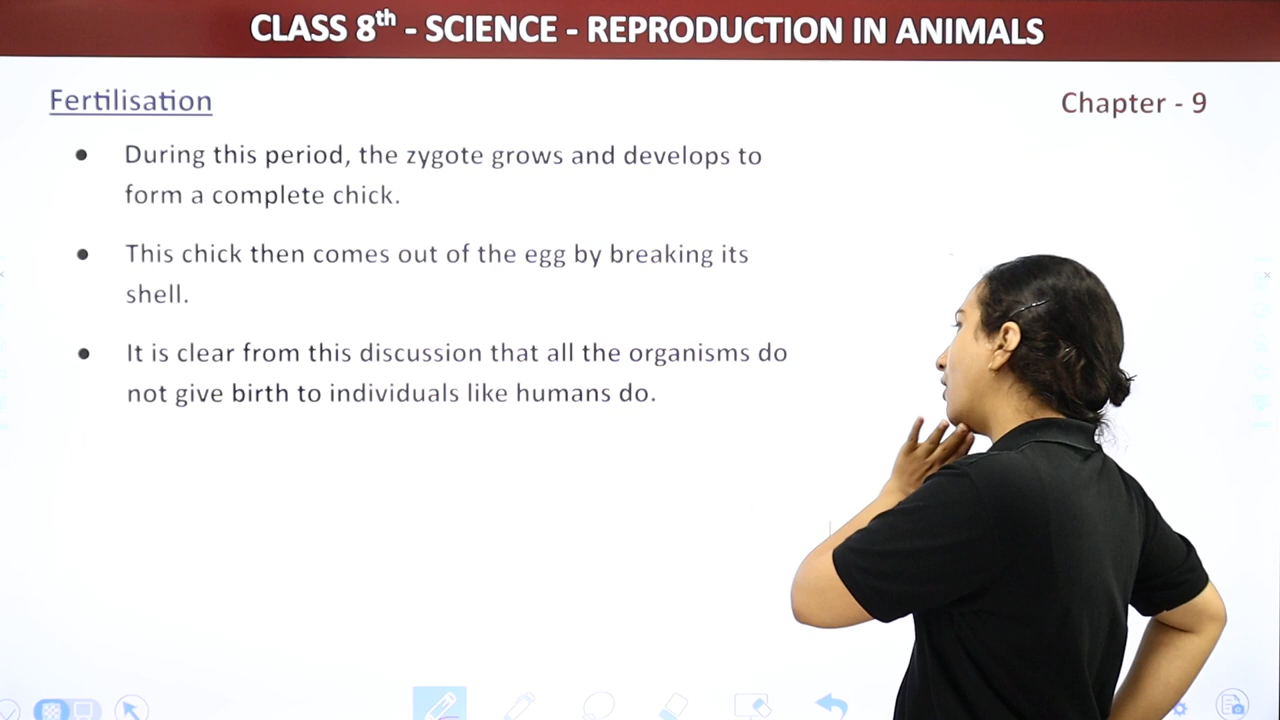 CLASS 8th - SCIENCE - REPRODUCTION IN ANIMALS
Fertilisation
Chapter - 9
● During this period, the zygote grows and develops to
form a complete chick.
● This chick then comes out of the egg by breaking its
shell.
● It is clear from this discussion that all the organisms do
not give birth to individuals like humans do.